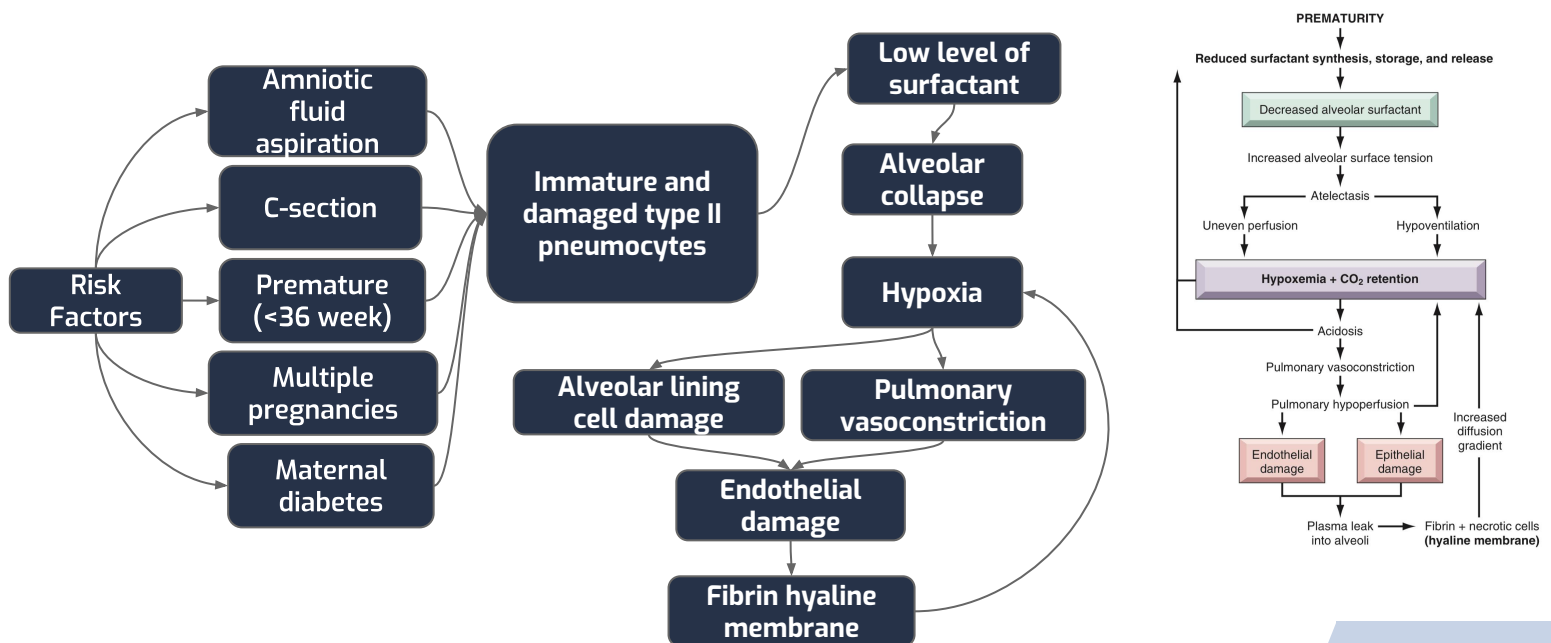 Risk
Factors
Amniotic
fluid
aspiration
C-section
Premature
(<36 week)
Multiple
pregnancies
Maternal
diabetes
Immature and
damaged type II
pneumocytes
Low level of
surfactant
Alveolar
collapse
Hypoxia
Alveolar lining
cell damage
Pulmonary
vasoconstriction
Endothelial
damage
Fibrin hyaline
membrane
PREMATURITY
Reduced surfactant synthesis, storage, and release
Decreased alveolar surfactant
Increased alveolar surface tension
Atelectasis
Uneven perfusion
Hypoventilation
Hypoxemia + CO₂ retention
Acidosis
Pulmonary vasoconstriction
Pulmonary hypoperfusion
Increased
diffusion
gradient
Endothelial
damage
Epithelial
damage
Plasma leak
into alveoli
Fibrin + necrotic cells
(hyaline membrane)